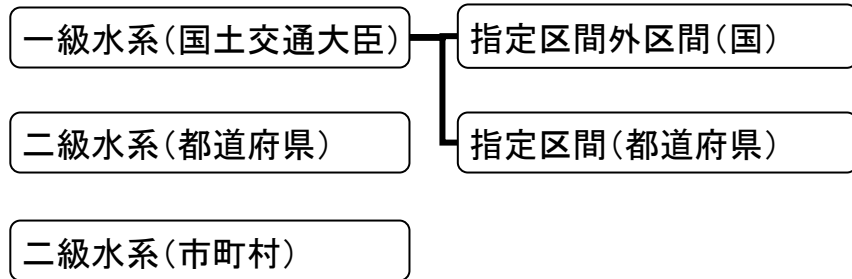 一級水系(国土交通大臣)
指定区間外区間(国)
二級水系(都道府県)
指定区間(都道府県)
二級水系(市町村)